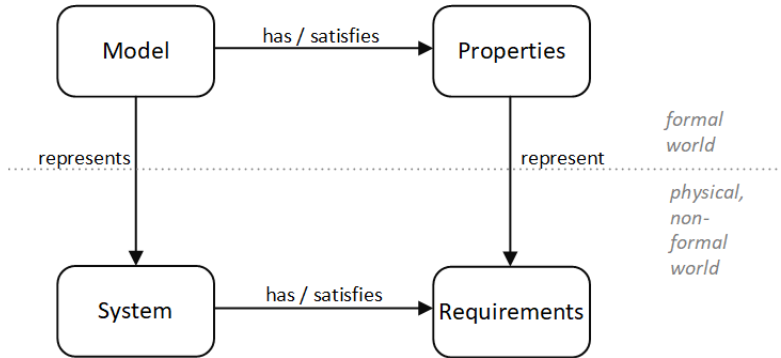 Model
has / satisfies
Properties
formal
world
represents
represent
physical,
non-
formal
world
System
has / satisfies
Requirements